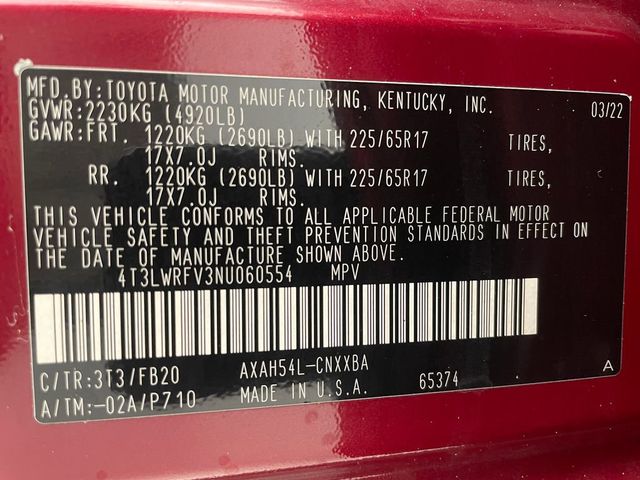 MFD.BY:TOYOTA MOTOR MANUFACTURING, KENTUCKY, INC. 03/22
GVWR:2230KG (4920LB)
GAWR:FRT. 1220KG (2690LB) WITH 225/65R17 TIRES,
17X7.0J RIMS.
RR. 1220KG (2690LB) WITH 225/65R17 TIRES,
17X7.0J RIMS.
THIS VEHICLE CONFORMS TO ALL APPLICABLE FEDERAL MOTOR
VEHICLE SAFETY AND THEFT PREVENTION STANDARDS IN EFFECT ON
THE DATE OF MANUFACTURE SHOWN ABOVE.
4T3LWRFV3NU060554 MPV
C/TR:3T3/FB20 AXAH54L-CNXXBA A
A/TM:-02A/P710 MADE IN U.S.A. 65374